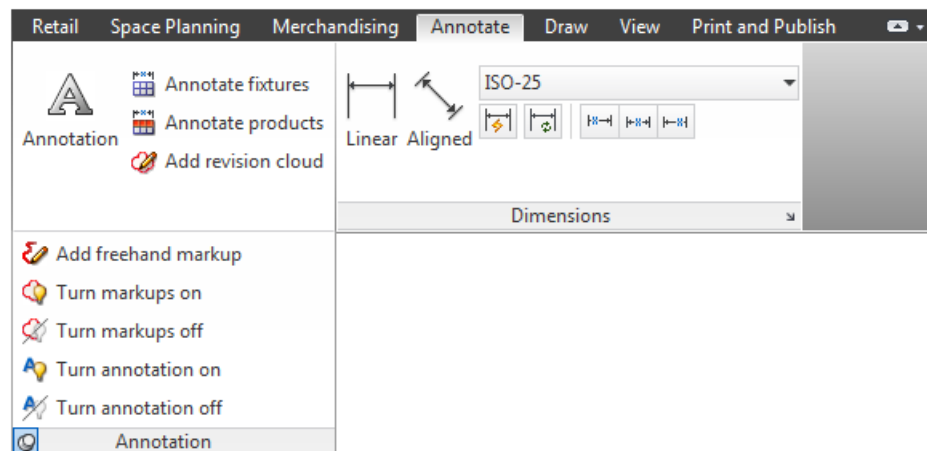 Retail Space Planning Merchandising Annotate Draw View Print and Publish
Annotation
Annotate fixtures
Annotate products
Add revision cloud
Linear Aligned
ISO-25
Dimensions
Add freehand markup
Turn markups on
Turn markups off
Turn annotation on
Turn annotation off
Annotation